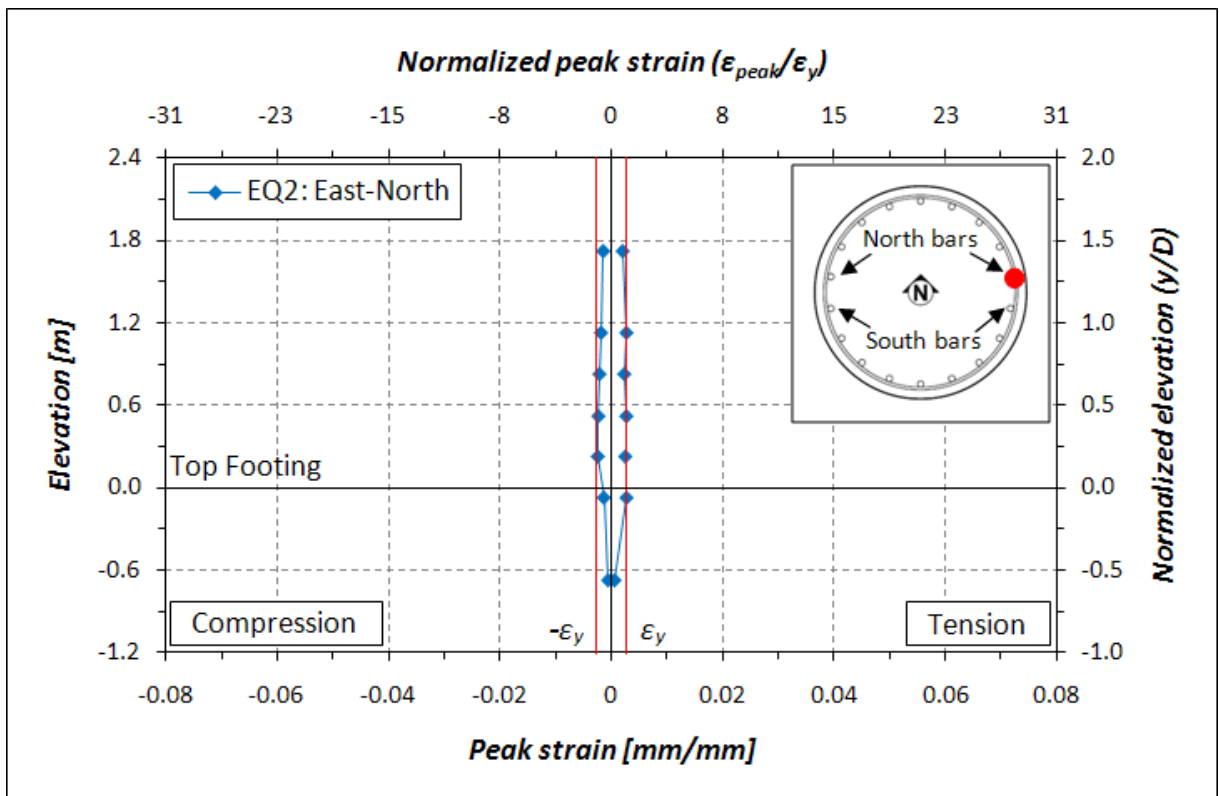 Normalized peak strain (εpeak/εy)
-31 -23 -15 -8 0 8 15 23 31
2.4 2.0
EQ2: East-North
1.8 1.5
North bars
N
1.2 1.0
South bars
0.6 0.5
Top Footing
0.0 0.0
-0.6 -0.5
Compression -εy εy Tension
-1.2 -1.0
-0.08 -0.06 -0.04 -0.02 0 0.02 0.04 0.06 0.08
Peak strain [mm/mm]
Elevation [m]
Normalized elevation (y/D)